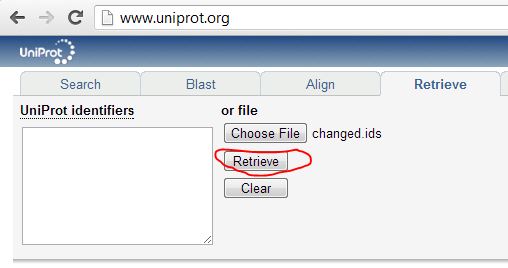 www.uniprot.org
UniProt
Search Blast Align Retrieve
UniProt identifiers
or file
Choose File changed.ids
Retrieve
Clear